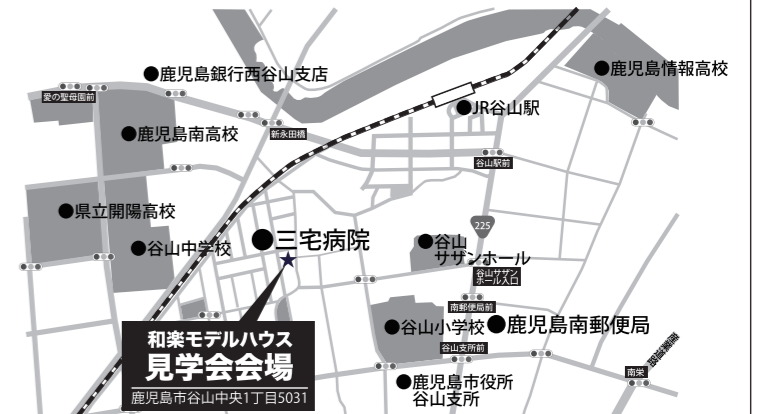 ●鹿児島銀行西谷山支店
●鹿児島情報高校
愛の聖母園前
●JR谷山駅
●鹿児島南高校
新永田橋
谷山駅前
●県立開陽高校
225
●三宅病院
●谷山
サザンホール
●谷山中学校
谷山サザン
ホール入口
南郵便局前
●谷山小学校
●鹿児島南郵便局
和楽モデルハウス
見学会会場
鹿児島市谷山中央1丁目5031
谷山支所前
産業道路
南栄
●鹿児島市役所
谷山支所